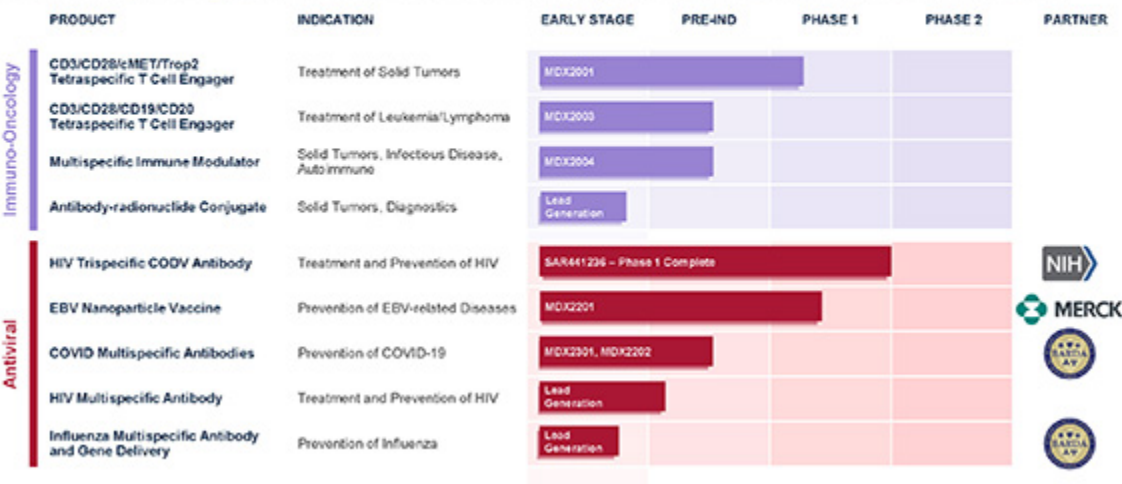 PRODUCT INDICATION EARLY STAGE PRE-IND PHASE 1 PHASE 2 PARTNER
Immuno-Oncology
CD3/CD28/cMET/Trop2
Tetraspecific T Cell Engager
Treatment of Solid Tumors
MDX2001
CD3/CD28/CD19/CD20
Tetraspecific T Cell Engager
Treatment of Leukemia/Lymphoma
MDX2003
Multispecific Immune Modulator
Solid Tumors, Infectious Disease,
Autoimmune
MDX2004
Antibody-radionuclide Conjugate
Solid Tumors, Diagnostics
Lead
Generation
Antiviral
HIV Trispecific CODV Antibody
Treatment and Prevention of HIV
SAR441236 – Phase 1 Complete
NIH
EBV Nanoparticle Vaccine
Prevention of EBV-related Diseases
MDX2201
MERCK
COVID Multispecific Antibodies
Prevention of COVID-19
MDX2301, MDX2202
BARDA
HIV Multispecific Antibody
Treatment and Prevention of HIV
Lead
Generation
Influenza Multispecific Antibody
and Gene Delivery
Prevention of Influenza
Lead
Generation
BARDA